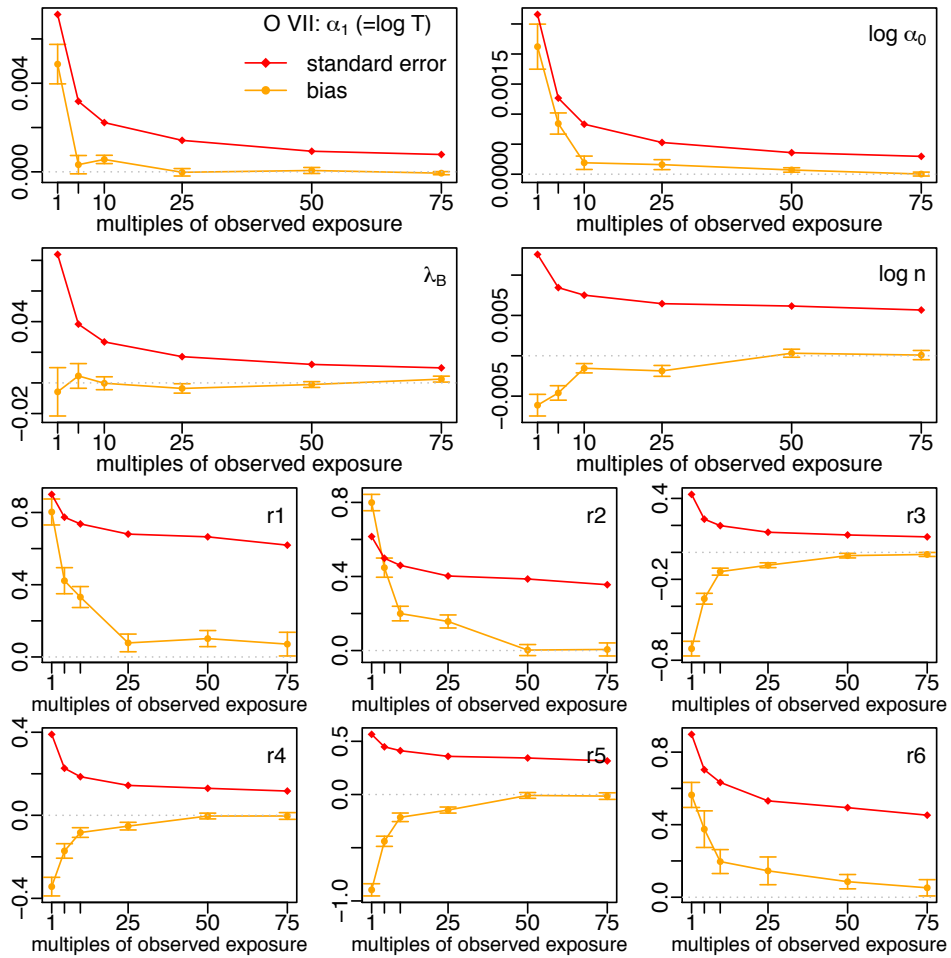 O VII: α₁ (=log T)
standard error
bias
0.004
0.000
1 10 25 50 75
multiples of observed exposure
log α₀
0.0015
0.0000
1 10 25 50 75
multiples of observed exposure
λ_B
0.04
−0.02
1 10 25 50 75
multiples of observed exposure
log n
0.005
−0.005
1 10 25 50 75
multiples of observed exposure
r1
0.8
0.4
0.0
1 25 50 75
multiples of observed exposure
r2
0.8
0.4
0.0
1 25 50 75
multiples of observed exposure
r3
0.4
−0.2
−0.8
1 25 50 75
multiples of observed exposure
r4
0.4
0.0
−0.4
1 25 50 75
multiples of observed exposure
r5
0.5
0.0
−1.0
1 25 50 75
multiples of observed exposure
r6
0.8
0.4
0.0
1 25 50 75
multiples of observed exposure